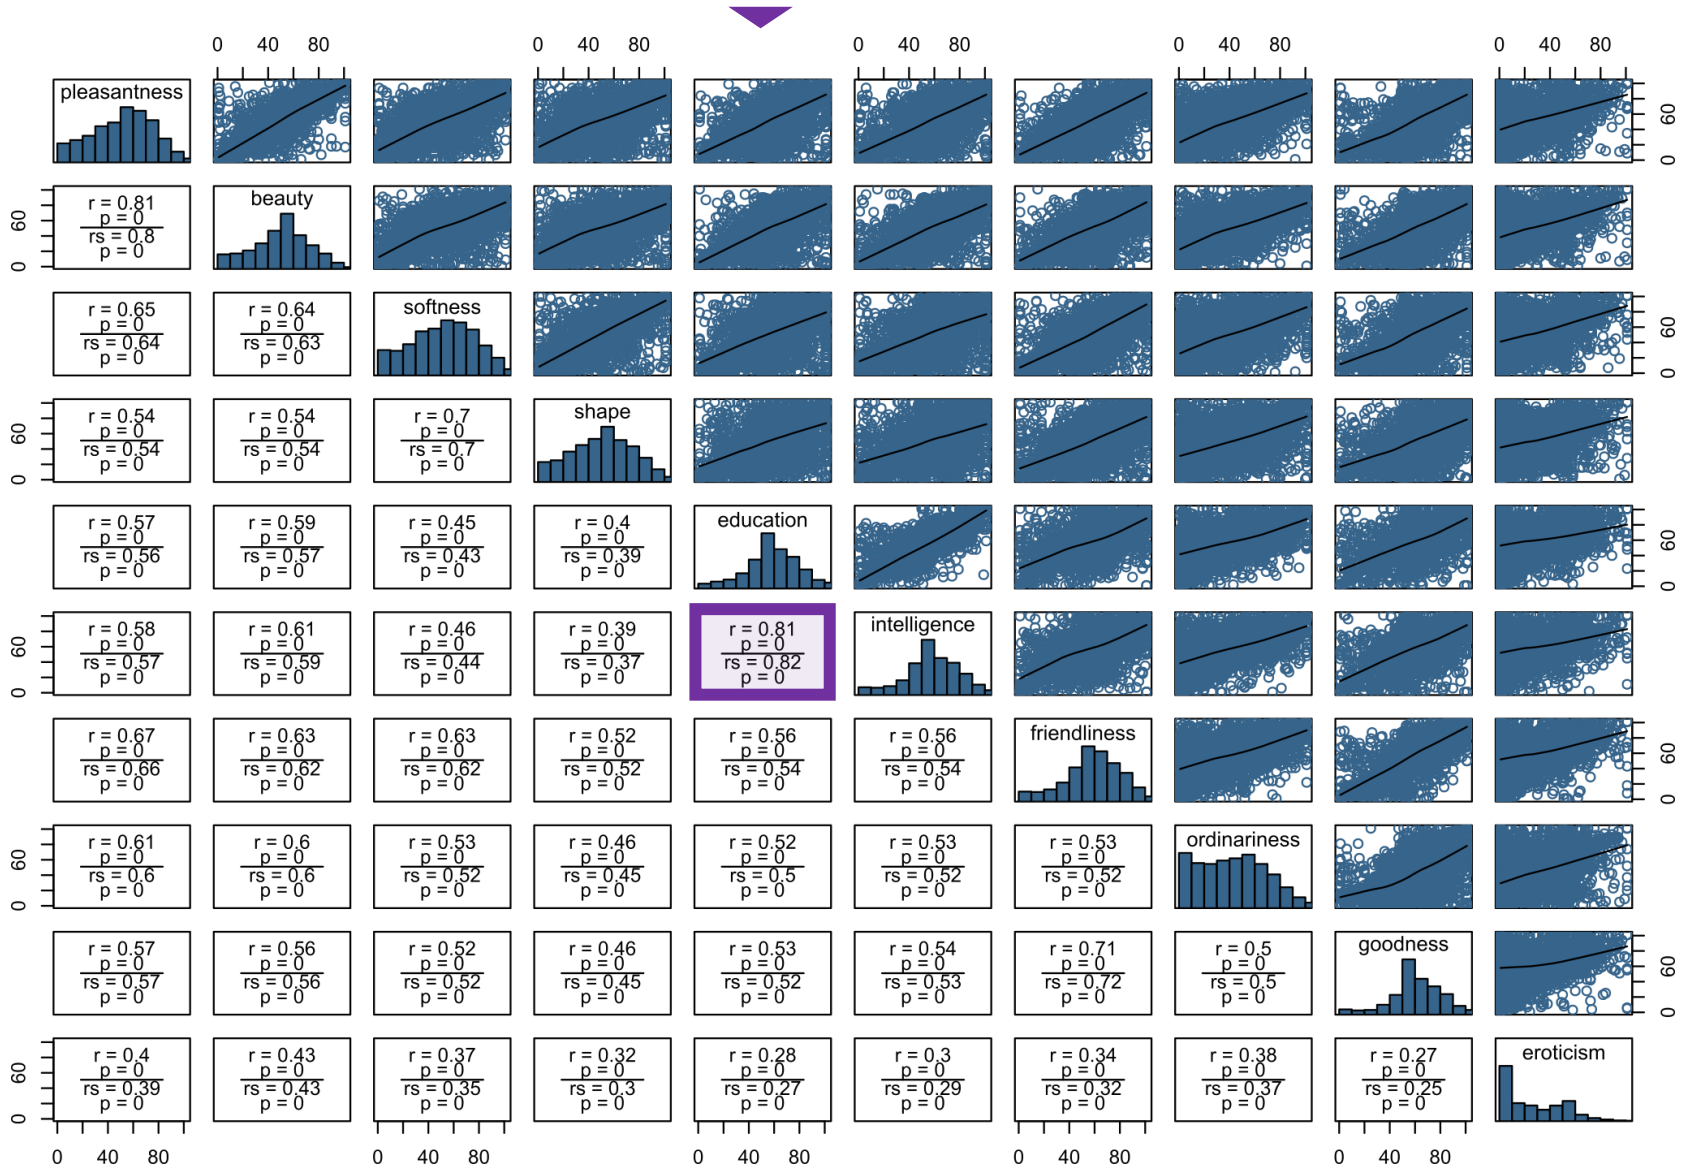 0 40 80 0 40 80 0 40 80 0 40 80 0 40 80
pleasantness
60
0
r = 0.81
p = 0
rs = 0.8
p = 0
beauty
60
0
r = 0.65
p = 0
rs = 0.64
p = 0
r = 0.64
p = 0
rs = 0.63
p = 0
softness
60
0
r = 0.54
p = 0
rs = 0.54
p = 0
r = 0.54
p = 0
rs = 0.54
p = 0
r = 0.7
p = 0
rs = 0.7
p = 0
shape
60
0
r = 0.57
p = 0
rs = 0.56
p = 0
r = 0.59
p = 0
rs = 0.57
p = 0
r = 0.45
p = 0
rs = 0.43
p = 0
r = 0.4
p = 0
rs = 0.39
p = 0
education
60
0
r = 0.58
p = 0
rs = 0.57
p = 0
r = 0.61
p = 0
rs = 0.59
p = 0
r = 0.46
p = 0
rs = 0.44
p = 0
r = 0.39
p = 0
rs = 0.37
p = 0
r = 0.81
p = 0
rs = 0.82
p = 0
intelligence
60
0
r = 0.67
p = 0
rs = 0.66
p = 0
r = 0.63
p = 0
rs = 0.62
p = 0
r = 0.63
p = 0
rs = 0.62
p = 0
r = 0.52
p = 0
rs = 0.52
p = 0
r = 0.56
p = 0
rs = 0.54
p = 0
r = 0.56
p = 0
rs = 0.54
p = 0
friendliness
60
0
r = 0.61
p = 0
rs = 0.6
p = 0
r = 0.6
p = 0
rs = 0.6
p = 0
r = 0.53
p = 0
rs = 0.52
p = 0
r = 0.46
p = 0
rs = 0.45
p = 0
r = 0.52
p = 0
rs = 0.5
p = 0
r = 0.53
p = 0
rs = 0.52
p = 0
r = 0.53
p = 0
rs = 0.52
p = 0
ordinariness
60
0
r = 0.57
p = 0
rs = 0.57
p = 0
r = 0.56
p = 0
rs = 0.56
p = 0
r = 0.52
p = 0
rs = 0.52
p = 0
r = 0.46
p = 0
rs = 0.45
p = 0
r = 0.53
p = 0
rs = 0.52
p = 0
r = 0.54
p = 0
rs = 0.53
p = 0
r = 0.71
p = 0
rs = 0.72
p = 0
r = 0.5
p = 0
rs = 0.5
p = 0
goodness
60
0
r = 0.4
p = 0
rs = 0.39
p = 0
r = 0.43
p = 0
rs = 0.43
p = 0
r = 0.37
p = 0
rs = 0.35
p = 0
r = 0.32
p = 0
rs = 0.3
p = 0
r = 0.28
p = 0
rs = 0.27
p = 0
r = 0.3
p = 0
rs = 0.29
p = 0
r = 0.34
p = 0
rs = 0.32
p = 0
r = 0.38
p = 0
rs = 0.37
p = 0
r = 0.27
p = 0
rs = 0.25
p = 0
eroticism
60
0
0 40 80 0 40 80 0 40 80 0 40 80 0 40 80